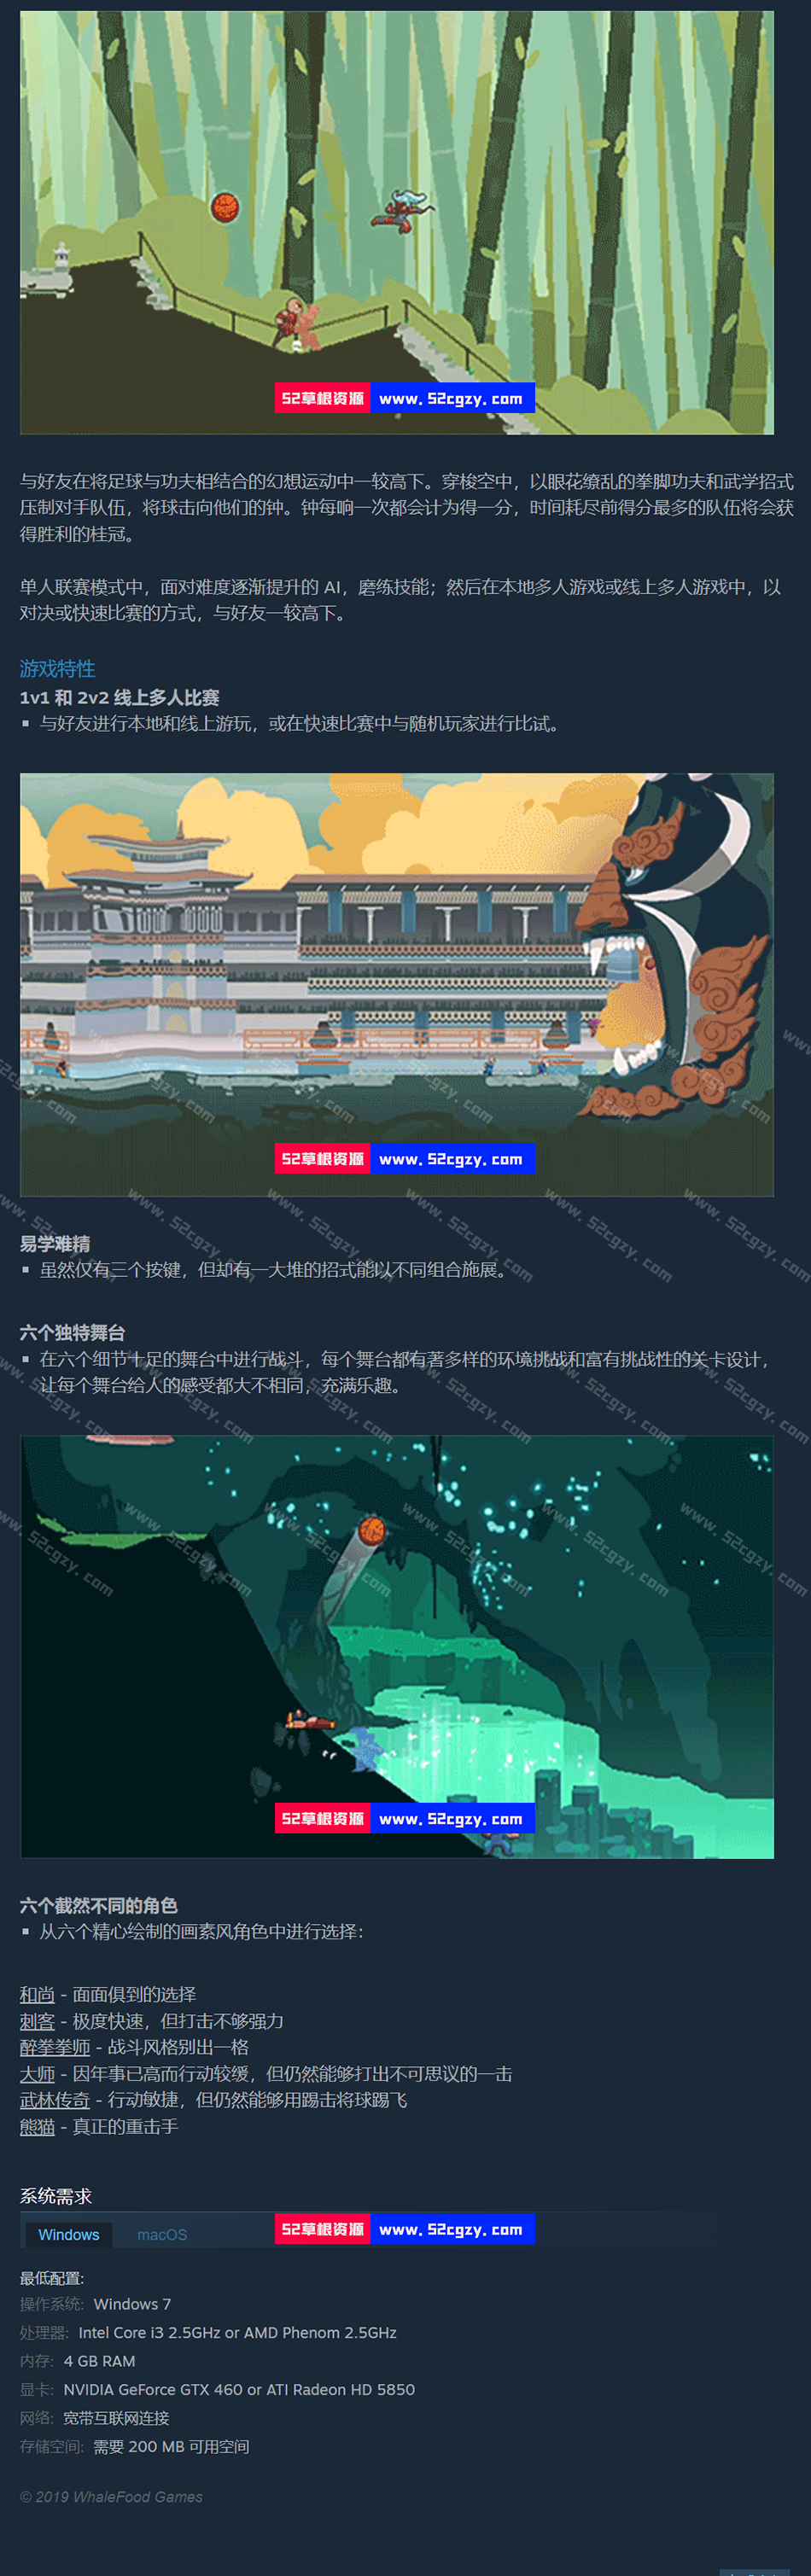 52草根资源 www.52cgzy.com
与好友在将足球与功夫相结合的幻想运动中一较高下。穿梭空中，以眼花缭乱的拳脚功夫和武学招式
压制对手队伍，将球击向他们的钟。钟每响一次都会计为得一分，时间耗尽前得分最多的队伍将会获
得胜利的桂冠。
单人联赛模式中，面对难度逐渐提升的 AI，磨练技能；然后在本地多人游戏或线上多人游戏中，以
对决或快速比赛的方式，与好友一较高下。
游戏特性
1v1 和 2v2 线上多人比赛
▪ 与好友进行本地和线上游玩，或在快速比赛中与随机玩家进行比试。
52草根资源 www.52cgzy.com
易学难精
▪ 虽然仅有三个按键，但却有一大堆的招式能以不同组合施展。
六个独特舞台
▪ 在六个细节十足的舞台中进行战斗，每个舞台都有著多样的环境挑战和富有挑战性的关卡设计，
让每个舞台给人的感受都大不相同，充满乐趣。
52草根资源 www.52cgzy.com
六个截然不同的角色
▪ 从六个精心绘制的画素风角色中进行选择：
和尚 - 面面俱到的选择
刺客 - 极度快速，但打击不够强力
醉拳拳师 - 战斗风格别出一格
大师 - 因年事已高而行动较缓，但仍然能够打出不可思议的一击
武林传奇 - 行动敏捷，但仍然能够用踢击将球踢飞
熊猫 - 真正的重击手
系统需求
Windows macOS 52草根资源 www.52cgzy.com
最低配置:
操作系统: Windows 7
处理器: Intel Core i3 2.5GHz or AMD Phenom 2.5GHz
内存: 4 GB RAM
显卡: NVIDIA GeForce GTX 460 or ATI Radeon HD 5850
网络: 宽带互联网连接
存储空间: 需要 200 MB 可用空间
© 2019 WhaleFood Games